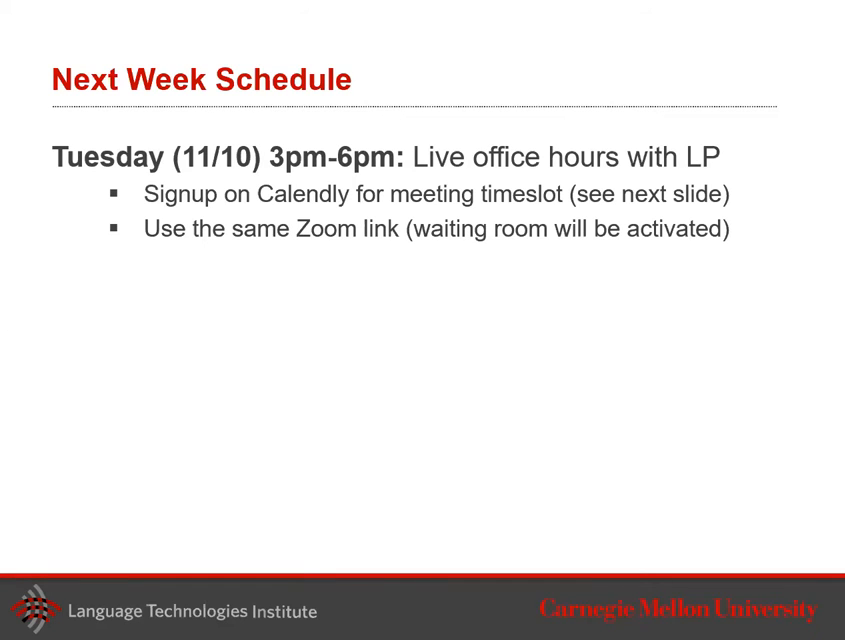 Next Week Schedule
Tuesday (11/10) 3pm-6pm: Live office hours with LP
▪ Signup on Calendly for meeting timeslot (see next slide)
▪ Use the same Zoom link (waiting room will be activated)
Language Technologies Institute
Carnegie Mellon University